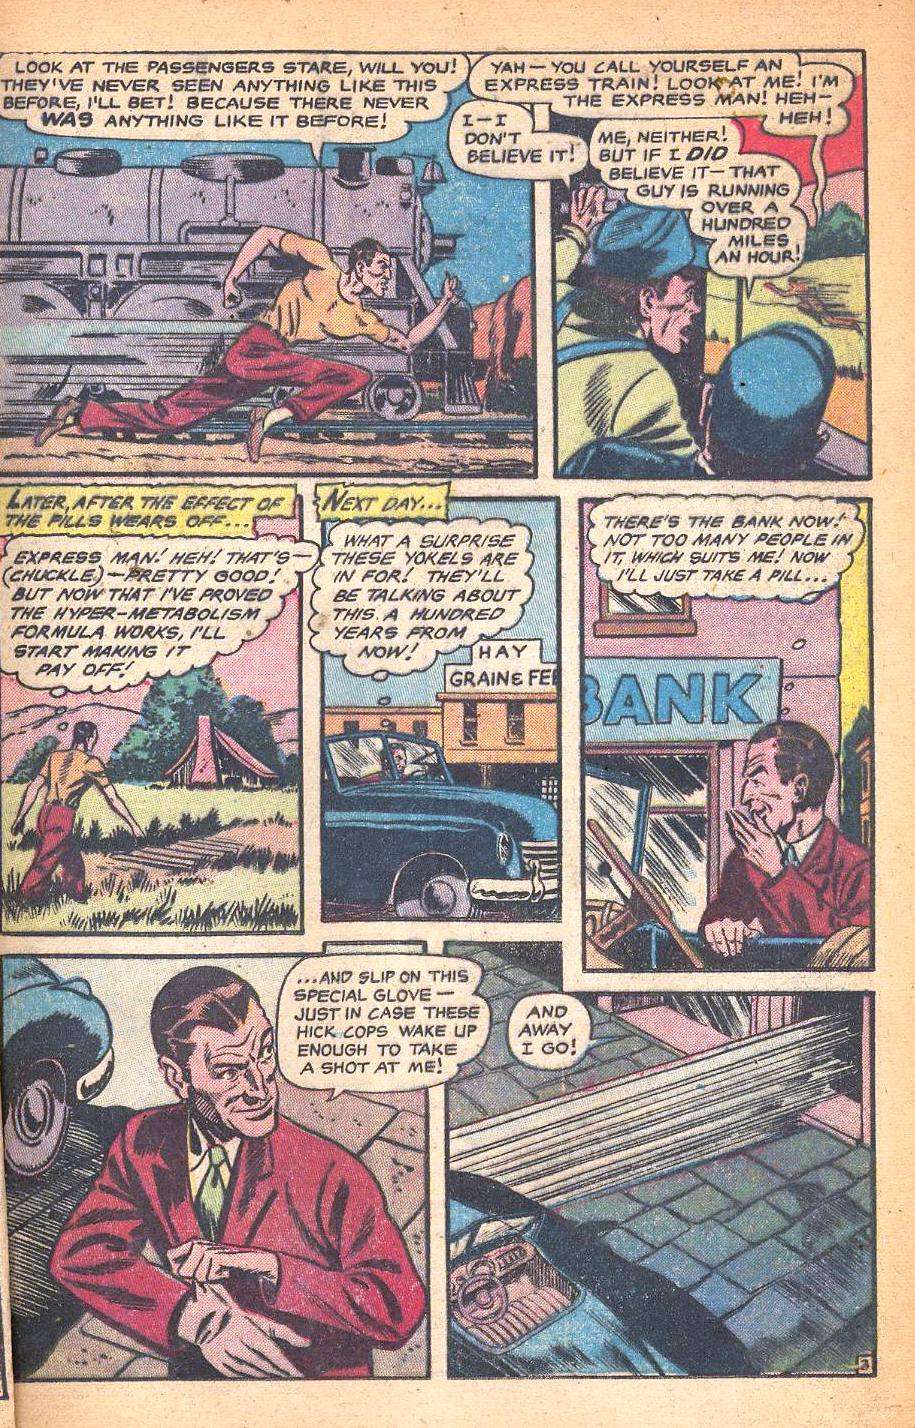 LOOK AT THE PASSENGERS STARE, WILL YOU!
THEY'VE NEVER SEEN ANYTHING LIKE THIS
BEFORE, I'LL BET! BECAUSE THERE NEVER
WAS ANYTHING LIKE IT BEFORE!
YAH-YOU CALL YOURSELF AN
EXPRESS TRAIN! LOOK AT ME! I'M
THE EXPRESS MAN! HEH-
HEH!
I-I
DON'T
BELIEVE IT!
ME, NEITHER!
BUT IF I DID
BELIEVE IT-THAT
GUY IS RUNNING
OVER A
HUNDRED
MILES
AN HOUR!
LATER, AFTER THE EFFECT OF
THE PILLS WEARS OFF...
EXPRESS MAN! HEH! THAT'S-
(CHUCKLE)-PRETTY GOOD!
BUT NOW THAT I'VE PROVED
THE HYPER-METABOLISM
FORMULA WORKS, I'LL
START MAKING IT
PAY OFF!
NEXT DAY...
WHAT A SURPRISE
THESE YOKELS ARE
IN FOR! THEY'LL
BE TALKING ABOUT
THIS A HUNDRED
YEARS FROM
NOW!
HAY
GRAIN & FEE
THERE'S THE BANK NOW!
NOT TOO MANY PEOPLE IN
IT, WHICH SUITS ME! NOW
I'LL JUST TAKE A PILL...
BANK
...AND SLIP ON THIS
SPECIAL GLOVE-
JUST IN CASE THESE
HICK COPS WAKE UP
ENOUGH TO TAKE
A SHOT AT ME!
AND
AWAY
I GO!
3